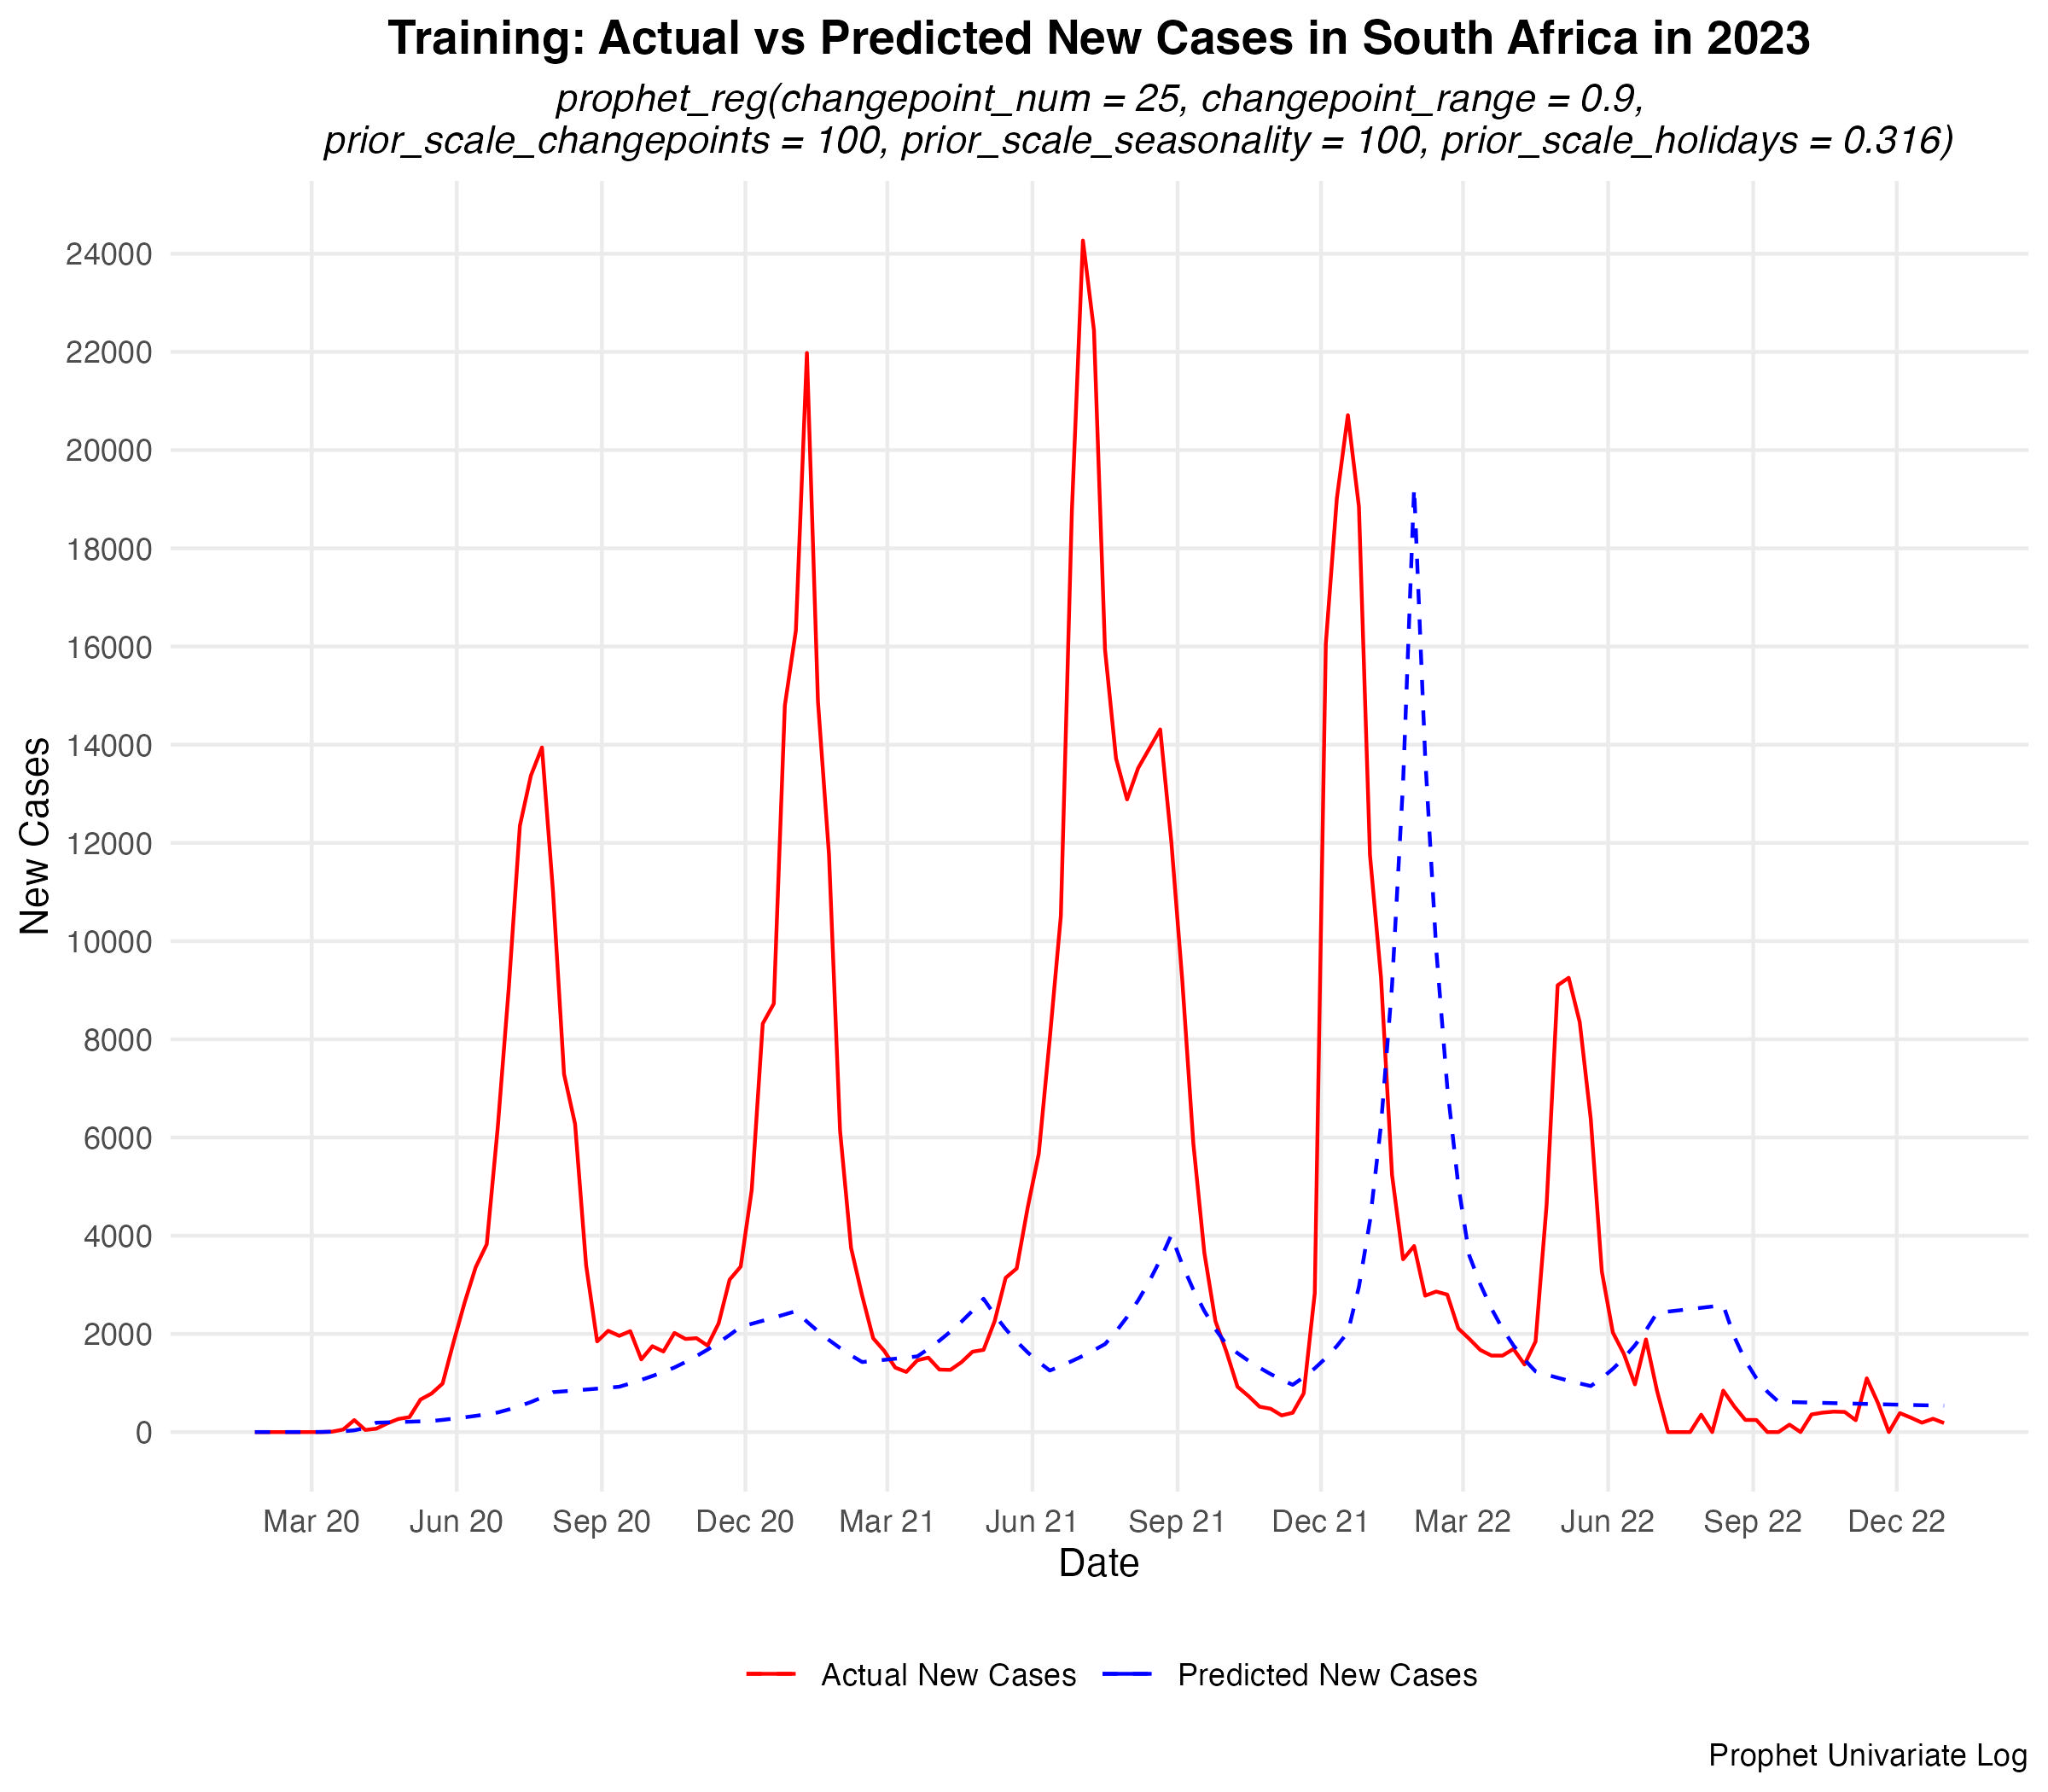 Training: Actual vs Predicted New Cases in South Africa in 2023
prophet_reg(changepoint_num = 25, changepoint_range = 0.9,
prior_scale_changepoints = 100, prior_scale_seasonality = 100, prior_scale_holidays = 0.316)
New Cases
24000
22000
20000
18000
16000
14000
12000
10000
8000
6000
4000
2000
0
Mar 20 Jun 20 Sep 20 Dec 20 Mar 21 Jun 21 Sep 21 Dec 21 Mar 22 Jun 22 Sep 22 Dec 22
Date
Actual New Cases Predicted New Cases
Prophet Univariate Log